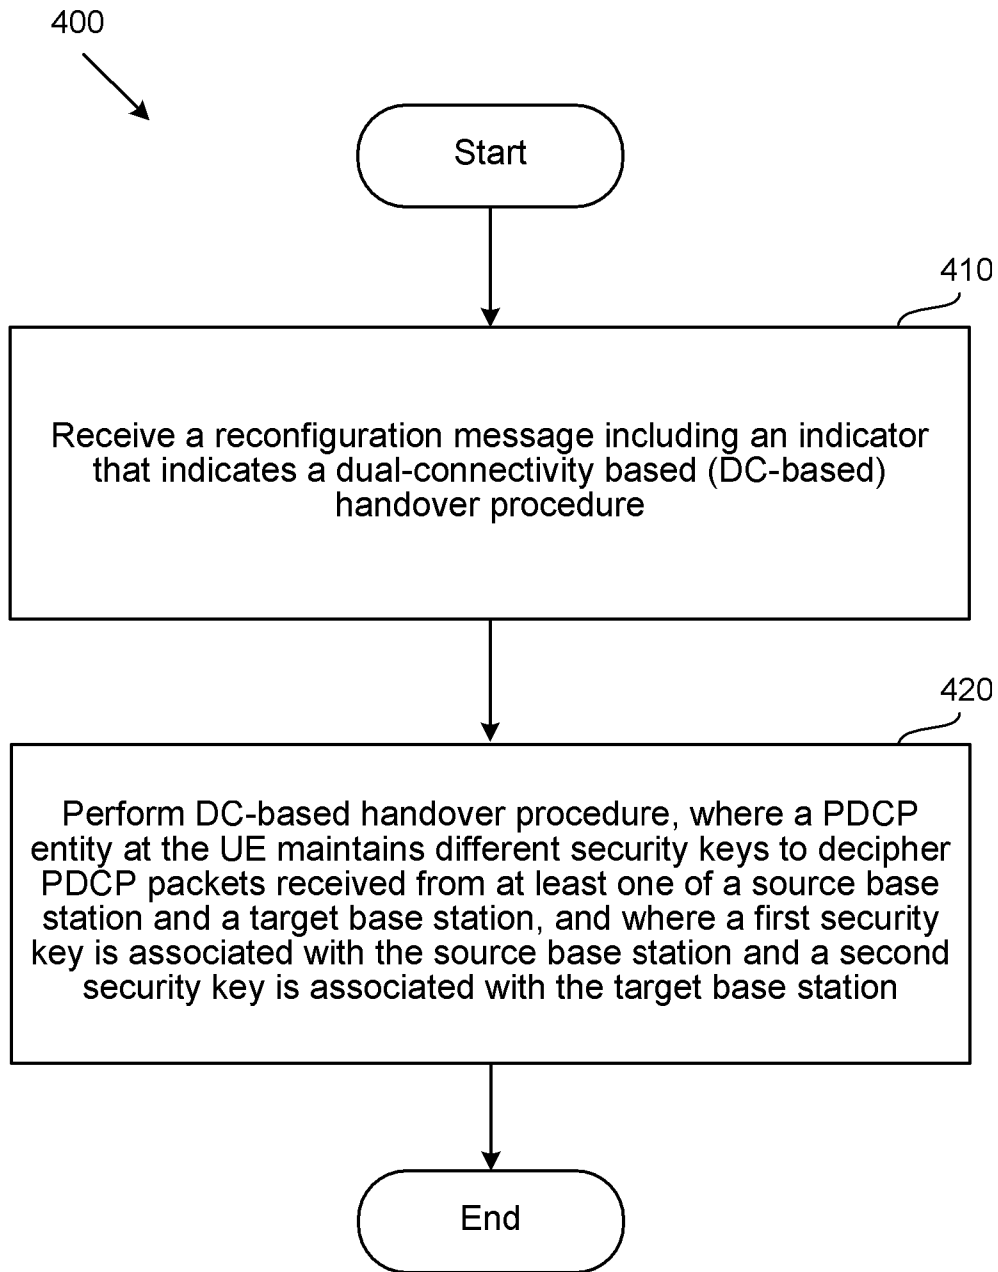 400
Start
410
Receive a reconfiguration message including an indicator
that indicates a dual-connectivity based (DC-based)
handover procedure
420
Perform DC-based handover procedure, where a PDCP
entity at the UE maintains different security keys to decipher
PDCP packets received from at least one of a source base
station and a target base station, and where a first security
key is associated with the source base station and a second
security key is associated with the target base station
End